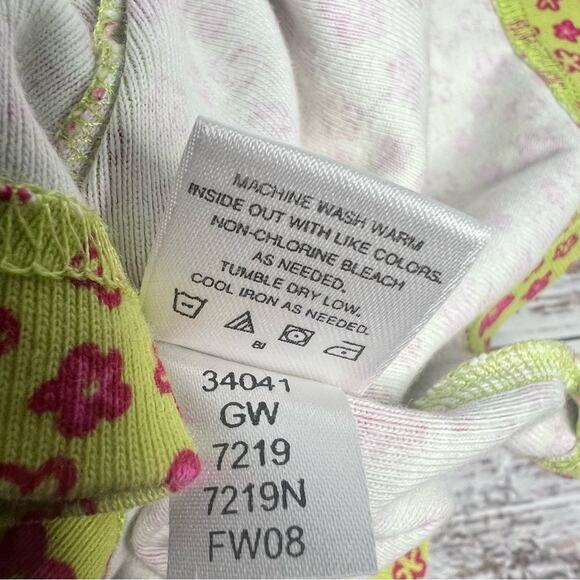 MACHINE WASH WARM
INSIDE OUT WITH LIKE COLORS.
NON-CHLORINE BLEACH
AS NEEDED.
TUMBLE DRY LOW.
COOL IRON AS NEEDED.
34041
GW
7219
7219N
FW08